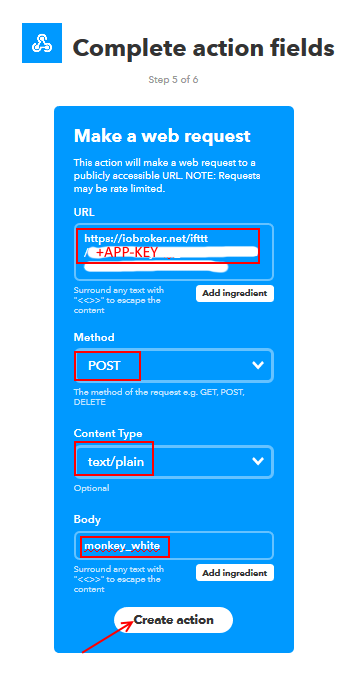 Complete action fields
Step 5 of 6
Make a web request
This action will make a web request to a
publicly accessible URL. NOTE: Requests
may be rate limited.
URL
https://iobroker.net/ifttt
/ +APP-KEY
Surround any text with
"<<>>" to escape the
content
Add ingredient
Method
POST
The method of the request e.g. GET, POST,
DELETE
Content Type
text/plain
Optional
Body
monkey_white
Surround any text with
"<<>>" to escape the
content
Add ingredient
Create action